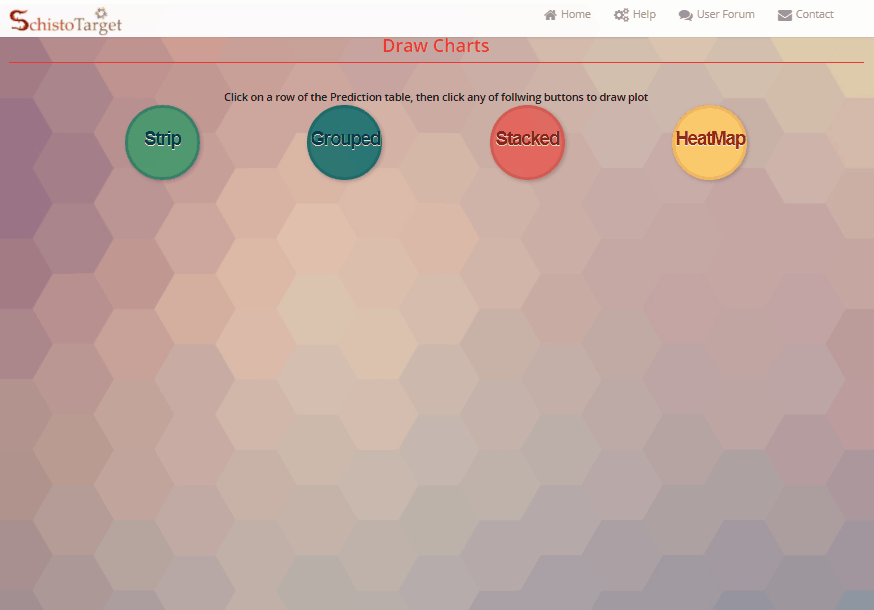 SchistoTarget
Home Help User Forum Contact
Draw Charts
Click on a row of the Prediction table, then click any of follwing buttons to draw plot
Strip Grouped Stacked HeatMap